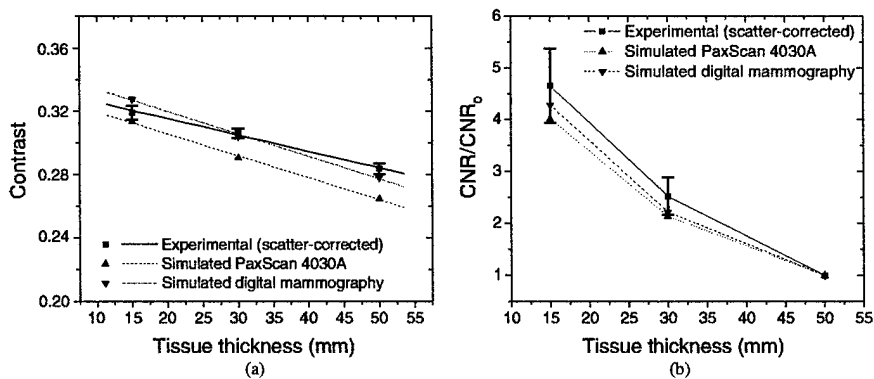 Contrast
0.36
0.32
0.28
0.24
0.20
Experimental (scatter-corrected)
Simulated PaxScan 4030A
Simulated digital mammography
10 15 20 25 30 35 40 45 50 55
Tissue thickness (mm)
(a)
CNR/CNR₀
6
5
4
3
2
1
Experimental (scatter-corrected)
Simulated PaxScan 4030A
Simulated digital mammography
10 15 20 25 30 35 40 45 50 55
Tissue thickness (mm)
(b)